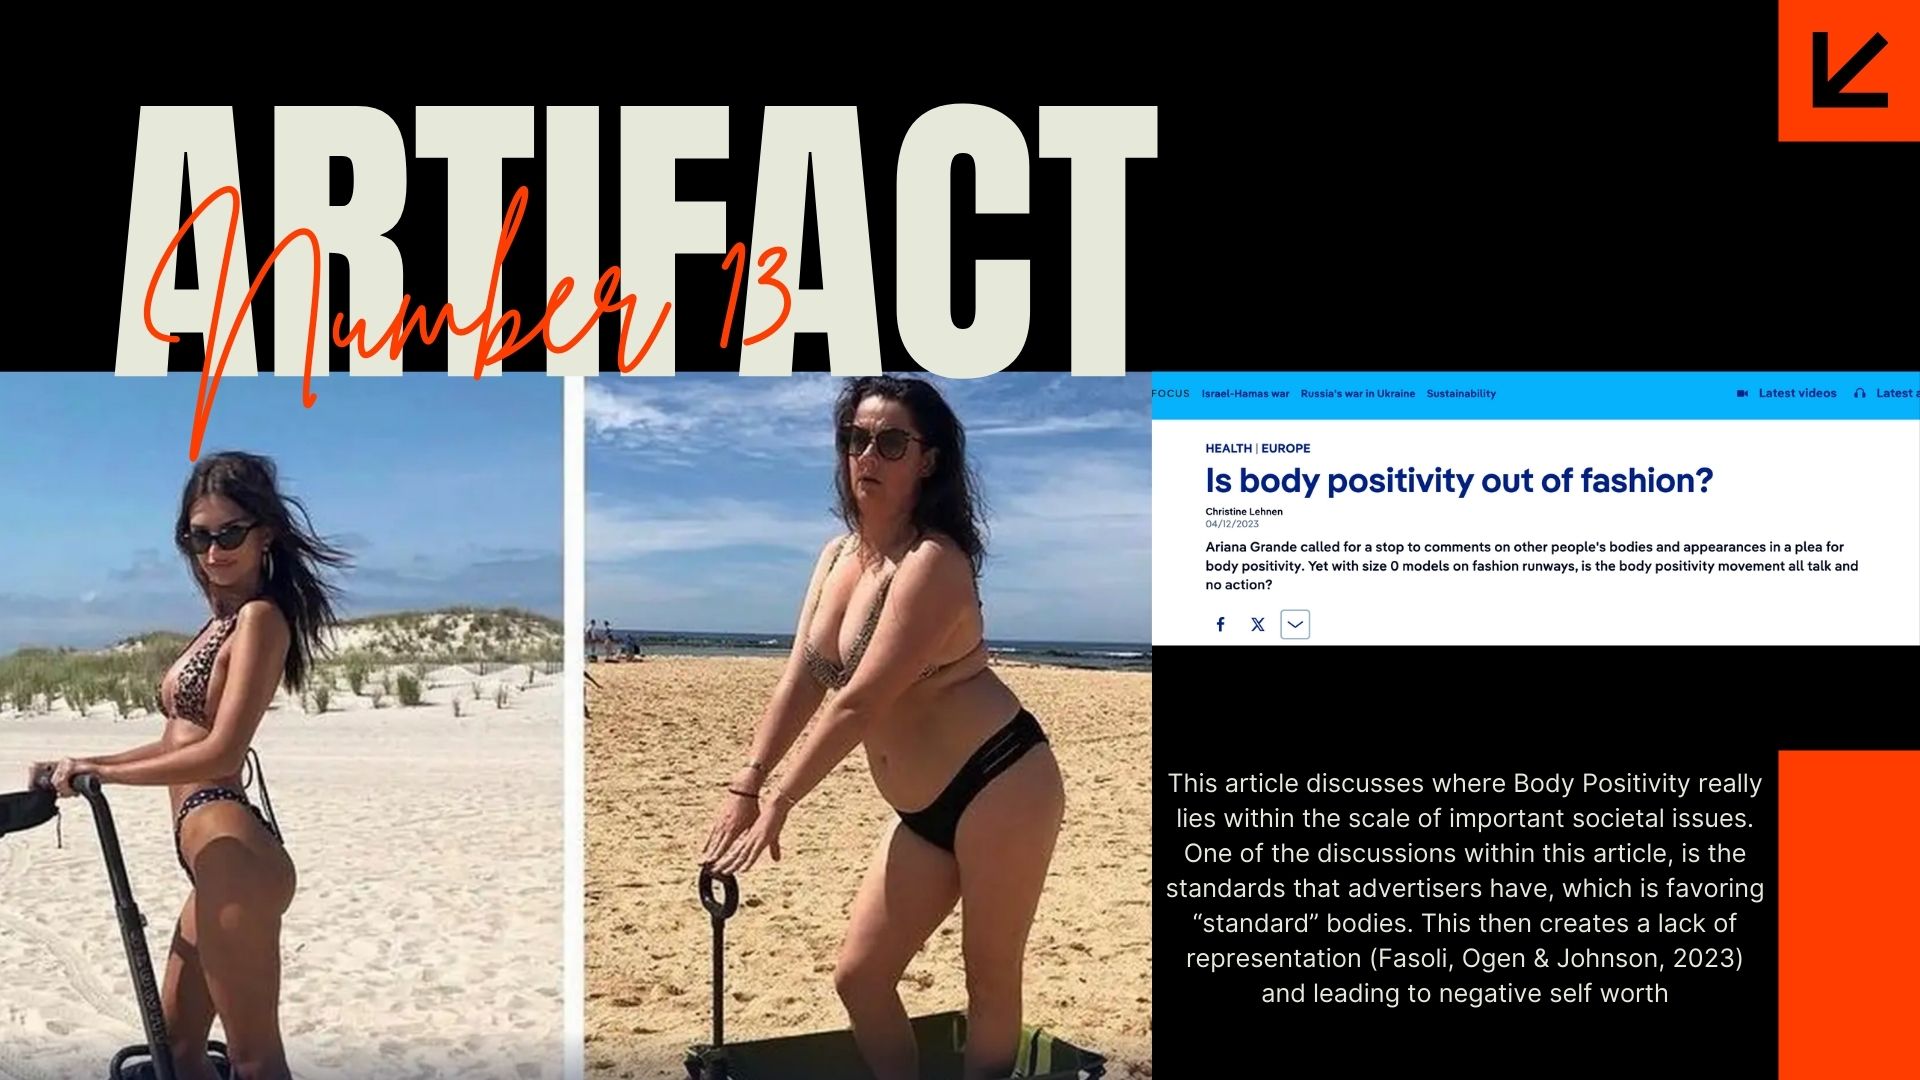 ARTIFACT
Number 13
FOCUS Israel-Hamas war Russia's war in Ukraine Sustainability Latest videos Latest
HEALTH | EUROPE
Is body positivity out of fashion?
Christine Lehnen
04/12/2023
Ariana Grande called for a stop to comments on other people's bodies and appearances in a plea for
body positivity. Yet with size 0 models on fashion runways, is the body positivity movement all talk and
no action?
This article discusses where Body Positivity really
lies within the scale of important societal issues.
One of the discussions within this article, is the
standards that advertisers have, which is favoring
“standard” bodies. This then creates a lack of
representation (Fasoli, Ogen & Johnson, 2023)
and leading to negative self worth